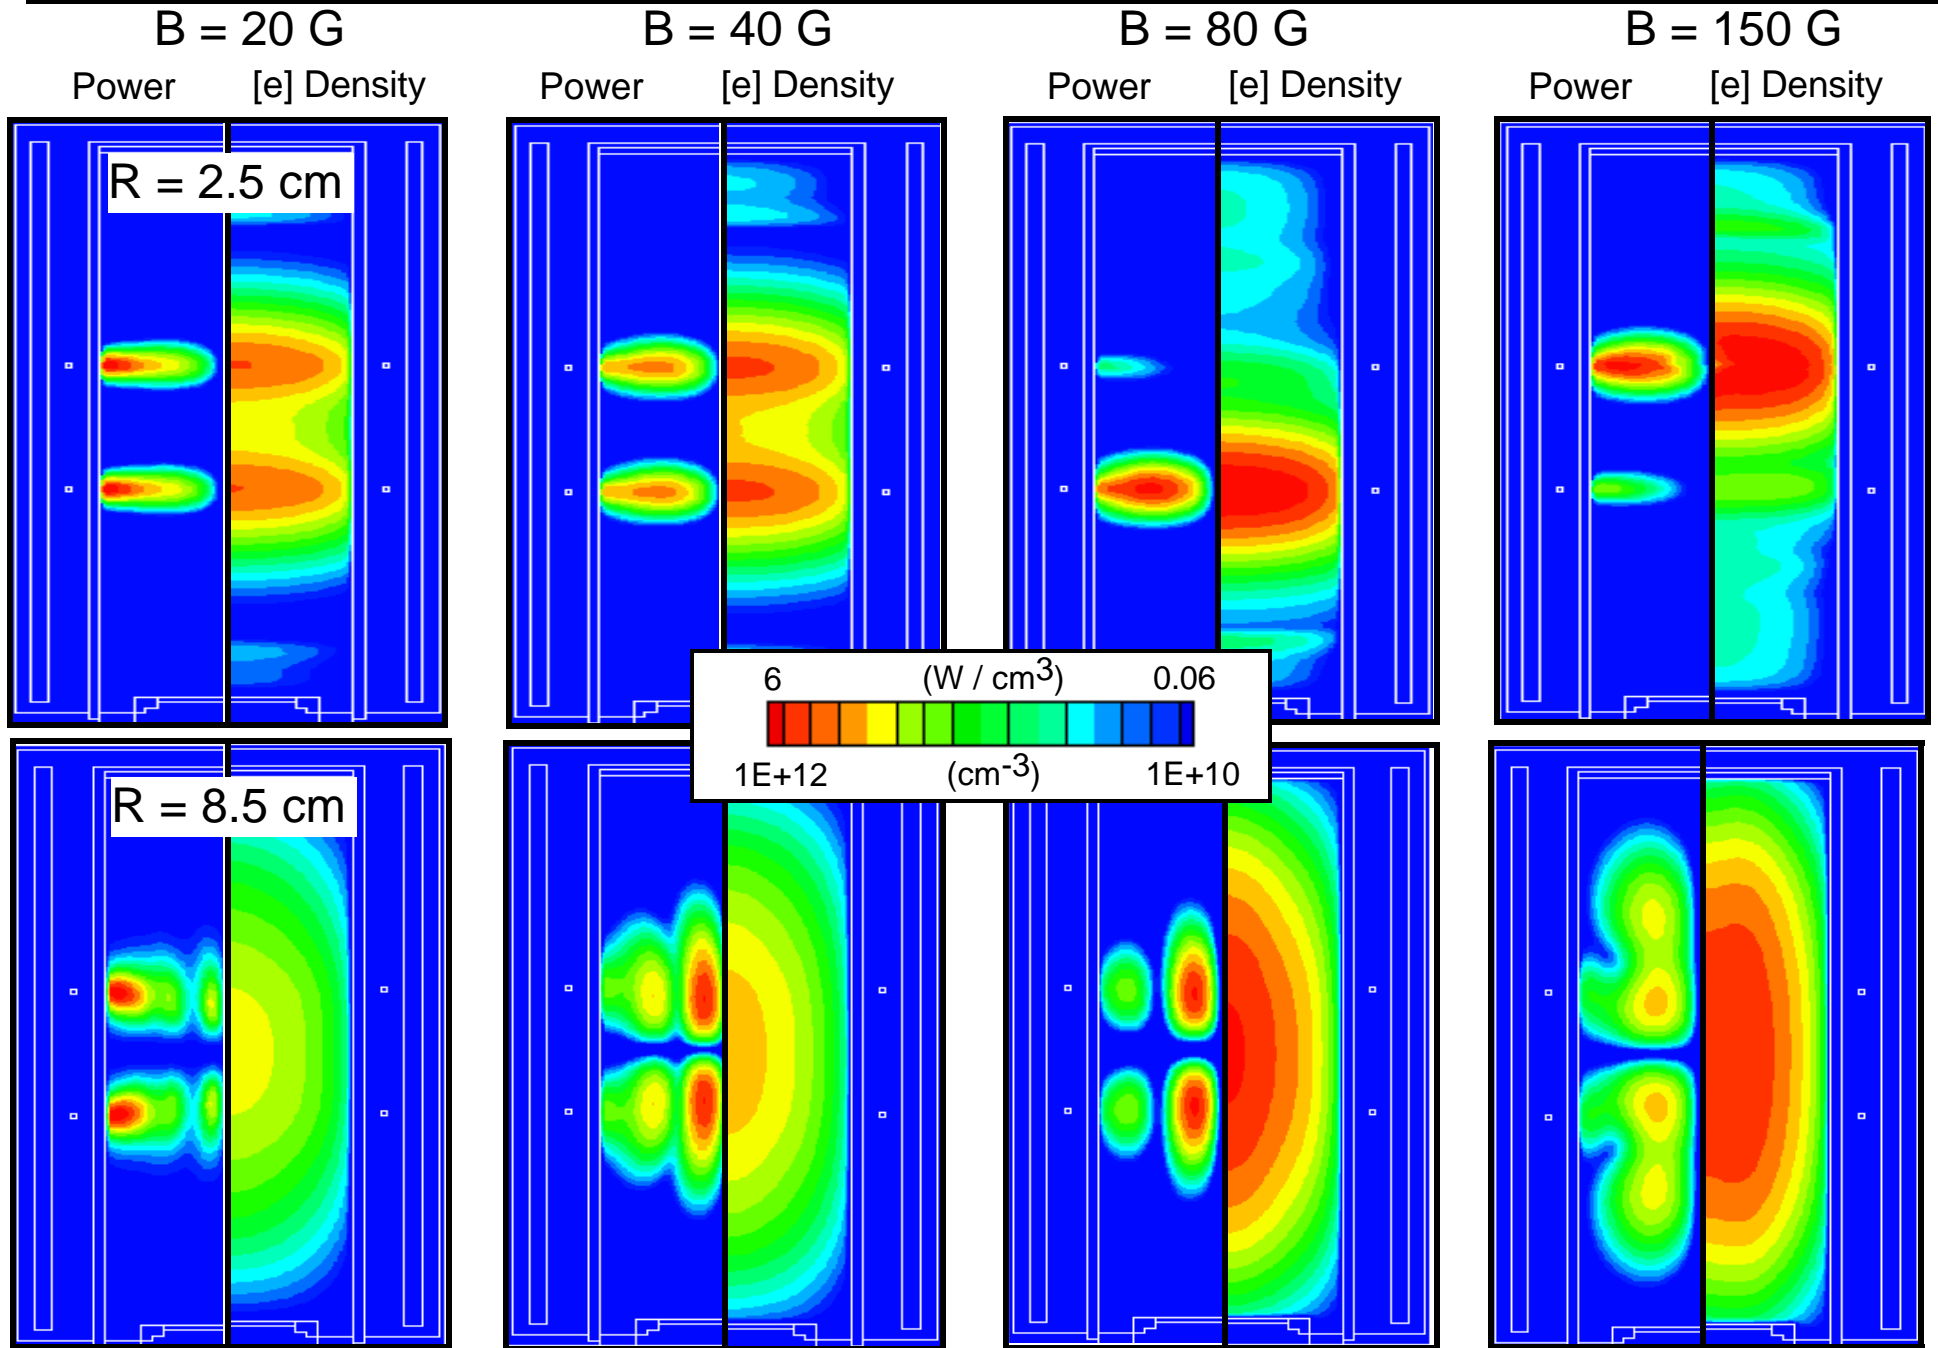 B = 20 G B = 40 G B = 80 G B = 150 G
Power [e] Density Power [e] Density Power [e] Density Power [e] Density
R = 2.5 cm
6 (W / cm3) 0.06
1E+12 (cm-3) 1E+10
R = 8.5 cm